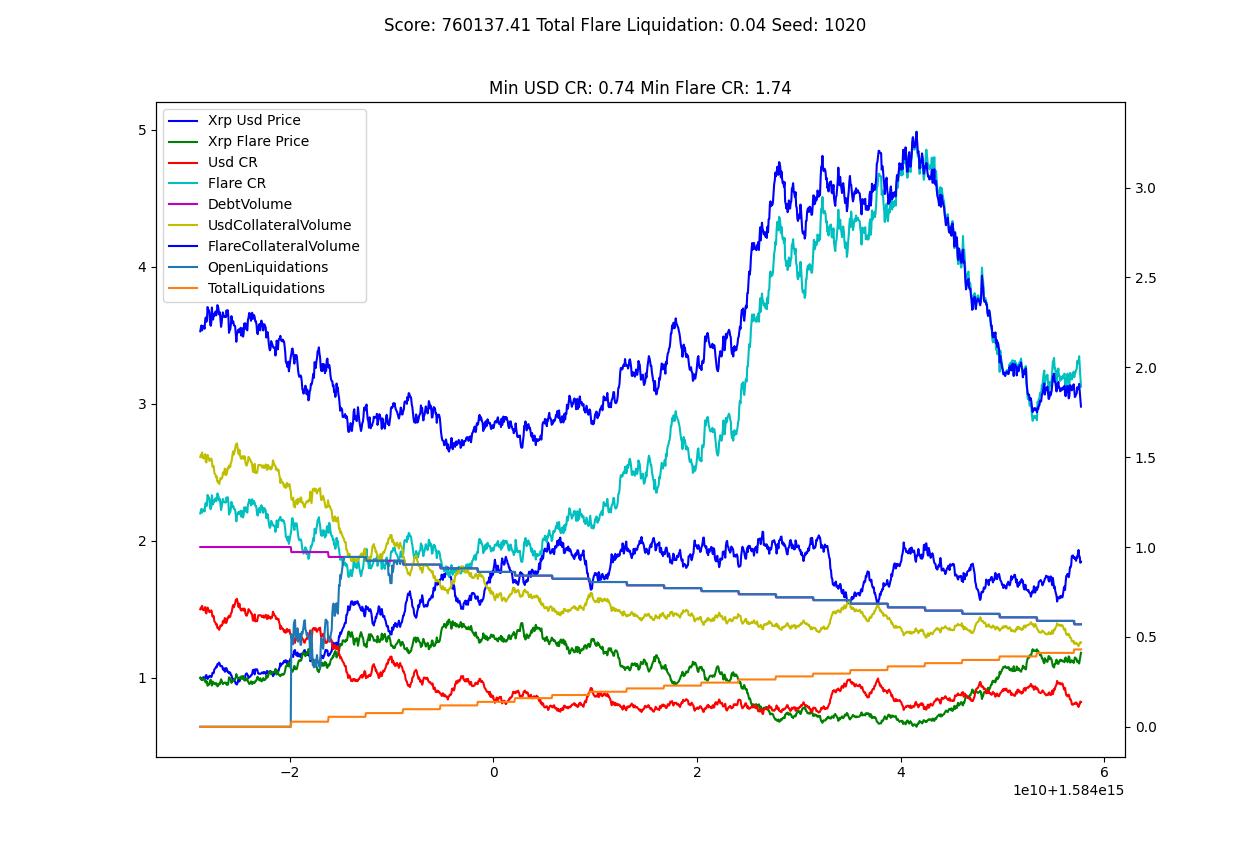 Score: 760137.41 Total Flare Liquidation: 0.04 Seed: 1020
Min USD CR: 0.74 Min Flare CR: 1.74
Xrp Usd Price
Xrp Flare Price
Usd CR
Flare CR
DebtVolume
UsdCollateralVolume
FlareCollateralVolume
OpenLiquidations
TotalLiquidations
5
4
3
2
1
3.0
2.5
2.0
1.5
1.0
0.5
0.0
−2
0
2
4
6
1e10+1.584e15